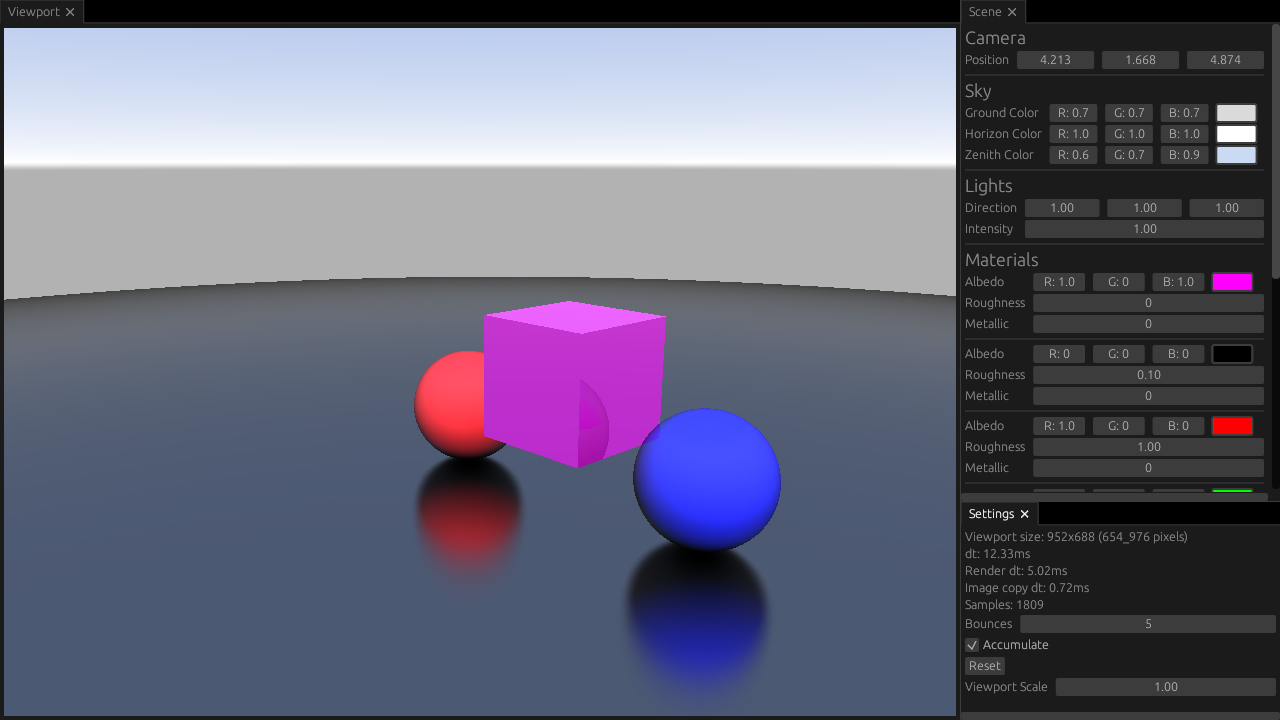 Viewport ✕
Scene ✕
Camera
Position 4.213 1.668 4.874
Sky
Ground Color R: 0.7 G: 0.7 B: 0.7
Horizon Color R: 1.0 G: 1.0 B: 1.0
Zenith Color R: 0.6 G: 0.7 B: 0.9
Lights
Direction 1.00 1.00 1.00
Intensity 1.00
Materials
Albedo R: 1.0 G: 0 B: 1.0
Roughness 0
Metallic 0
Albedo R: 0 G: 0 B: 0
Roughness 0.10
Metallic 0
Albedo R: 1.0 G: 0 B: 0
Roughness 1.00
Metallic 0
Settings ✕
Viewport size: 952x688 (654_976 pixels)
dt: 12.33ms
Render dt: 5.02ms
Image copy dt: 0.72ms
Samples: 1809
Bounces 5
Accumulate
Reset
Viewport Scale 1.00